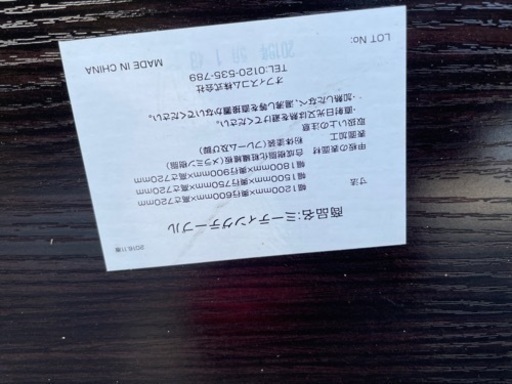 2016.11版
商品名:ミーティングテーブル
寸法 幅1200mm×奥行600mm×高さ720mm
幅1500mm×奥行750mm×高さ720mm
幅1800mm×奥行900mm×高さ720mm
甲板の表面材 合成樹脂化粧繊維板(メラミン樹脂)
表面加工 粉体塗装(フレーム及び脚)
取扱い上の注意
・直射日光又は熱を避けてください。
・加熱したなべ、湯沸し等を直接置かないでください。
オフィスコム株式会社
TEL:0120-535-789
MADE IN CHINA
LOT No: